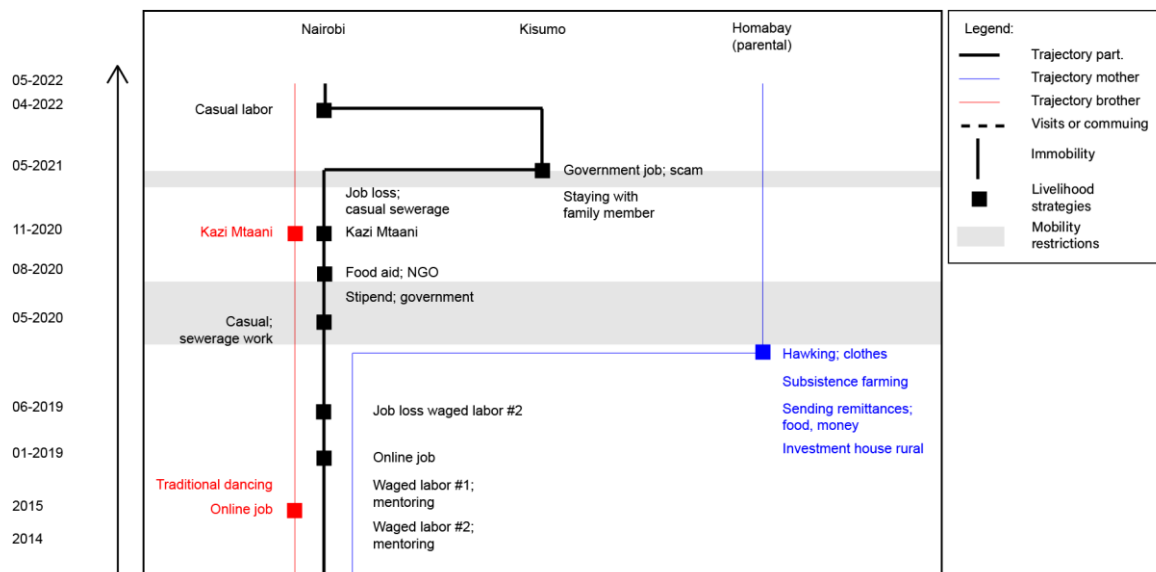 Nairobi
Kisumo
Homabay
(parental)
Legend:
Trajectory part.
Trajectory mother
Trajectory brother
Visits or commuing
Immobility
Livelihood
strategies
Mobility
restrictions
05-2022
04-2022
Casual labor
05-2021
Government job; scam
Staying with
family member
Job loss;
casual sewerage
11-2020
Kazi Mtaani
Kazi Mtaani
08-2020
Food aid; NGO
Stipend; government
05-2020
Casual;
sewerage work
Hawking; clothes
Subsistence farming
Sending remittances;
food, money
Investment house rural
06-2019
Job loss waged labor #2
01-2019
Online job
Traditional dancing
Waged labor #1;
mentoring
2015
Online job
Waged labor #2;
mentoring
2014